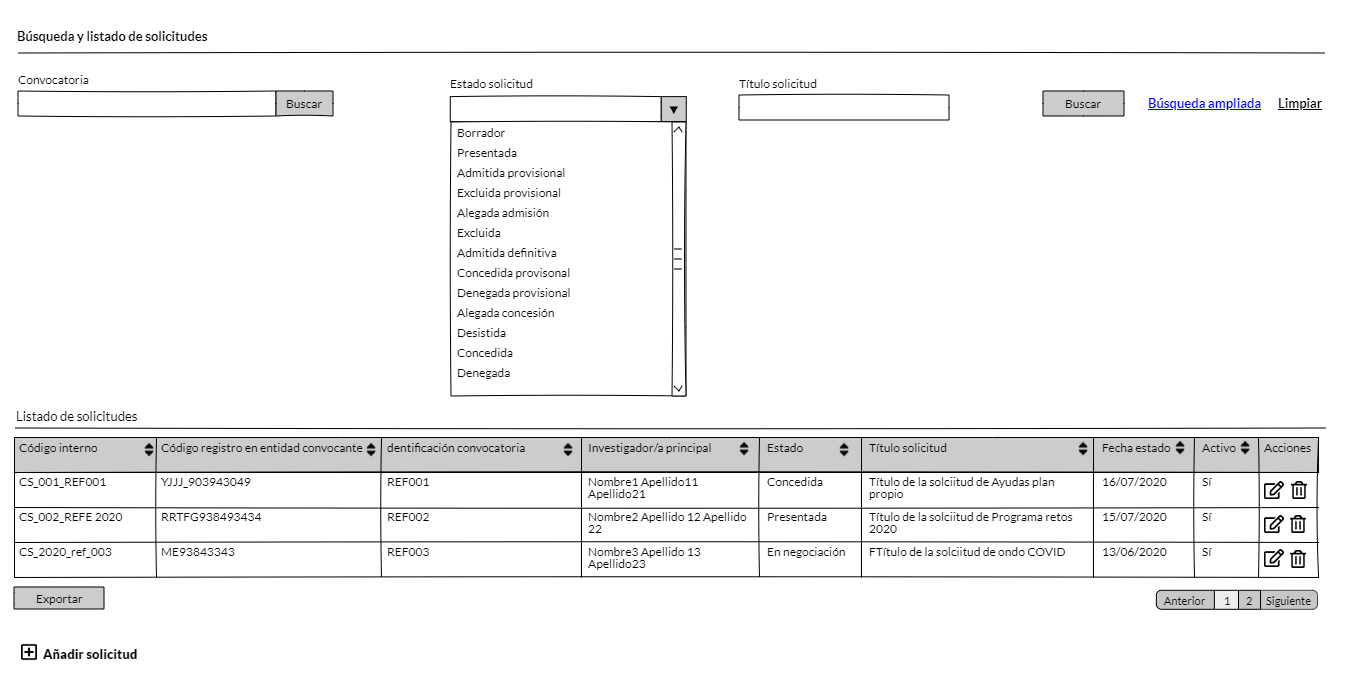 Búsqueda y listado de solicitudes
Convocatoria
Buscar
Estado solicitud
Título solicitud
Buscar
Búsqueda ampliada
Limpiar
Borrador
Presentada
Admitida provisional
Excluida provisional
Alegada admisión
Excluida
Admitida definitiva
Concedida provisonal
Denegada provisional
Alegada concesión
Desistida
Concedida
Denegada
Listado de solicitudes
Código interno Código registro en entidad convocante dentificación convocatoria Investigador/a principal Estado Título solicitud Fecha estado Activo Acciones
CS_001_REF001 YJJJ_903943049 REF001 Nombre1 Apellido11 Concedida Título de la solciitud de Ayudas plan 16/07/2020 Sí
Apellido21 propio
CS_002_REFE 2020 RRTFG938493434 REF002 Nombre2 Apellido 12 Apellido Presentada Título de la solciitud de Programa retos 15/07/2020 Sí
22 2020
CS_2020_ref_003 ME93843343 REF003 Nombre3 Apellido 13 En negociación FTítulo de la solciitud de ondo COVID 13/06/2020 Sí
Apellido23
Exportar
Anterior 1 2 Siguiente
Añadir solicitud